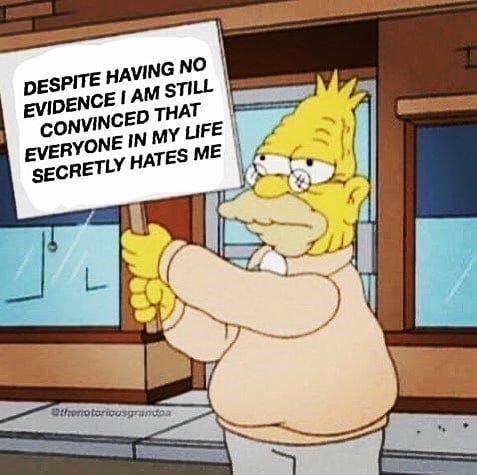 DESPITE HAVING NO
EVIDENCE I AM STILL
CONVINCED THAT
EVERYONE IN MY LIFE
SECRETLY HATES ME
@thenotoriousgrandpa